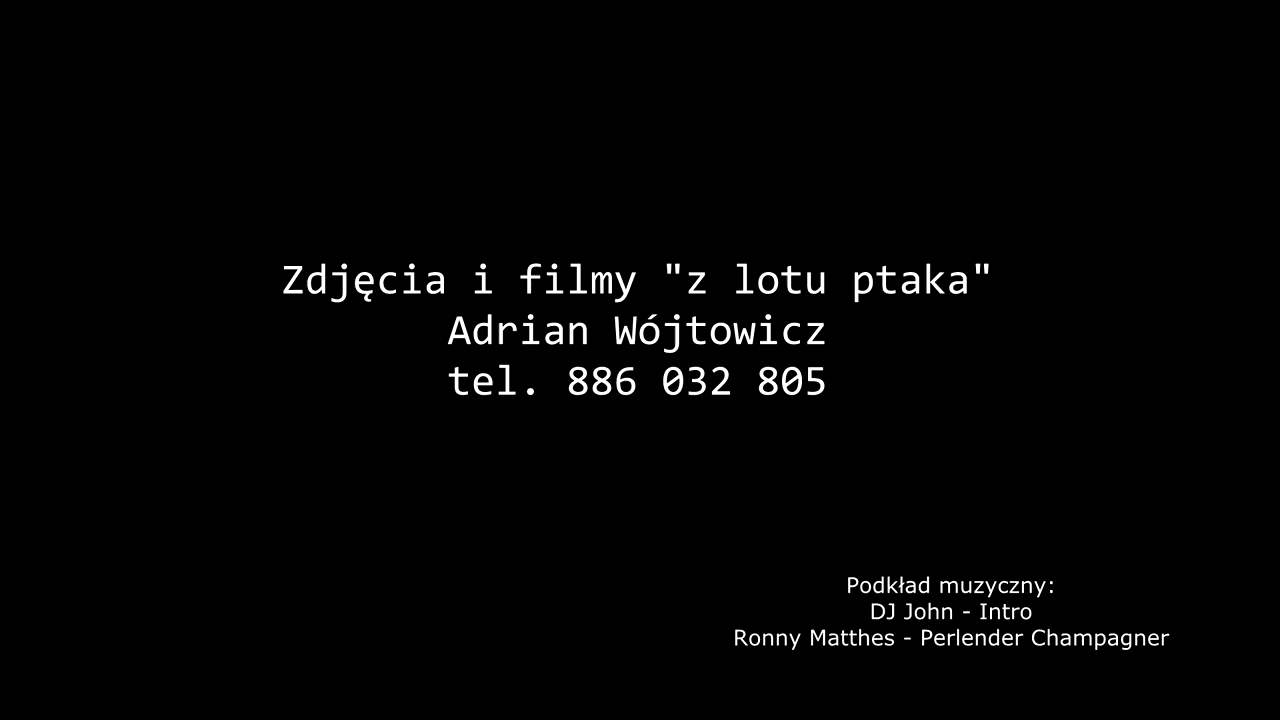 Zdjęcia i filmy "z lotu ptaka"
Adrian Wójtowicz
tel. 886 032 805
Podkład muzyczny:
DJ John - Intro
Ronny Matthes - Perlender Champagner